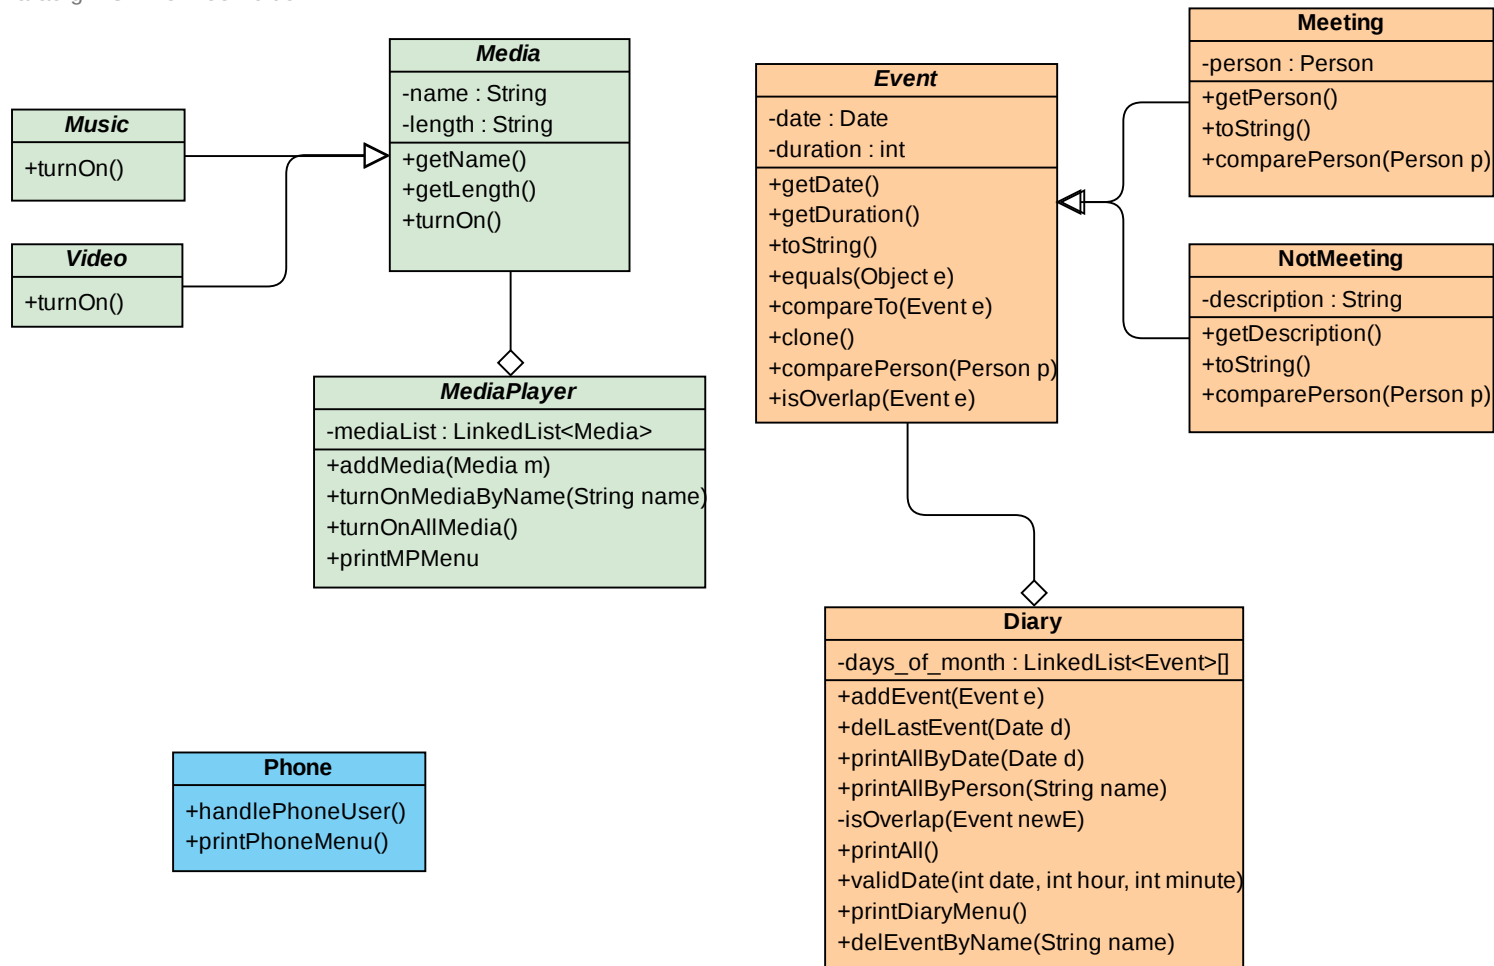 Media
-name : String
-length : String
+getName()
+getLength()
+turnOn()
Music
+turnOn()
Video
+turnOn()
MediaPlayer
-mediaList : LinkedList<Media>
+addMedia(Media m)
+turnOnMediaByName(String name)
+turnOnAllMedia()
+printMPMenu
Event
-date : Date
-duration : int
+getDate()
+getDuration()
+toString()
+equals(Object e)
+compareTo(Event e)
+clone()
+comparePerson(Person p)
+isOverlap(Event e)
Meeting
-person : Person
+getPerson()
+toString()
+comparePerson(Person p)
NotMeeting
-description : String
+getDescription()
+toString()
+comparePerson(Person p)
Diary
-days_of_month : LinkedList<Event>[]
+addEvent(Event e)
+delLastEvent(Date d)
+printAllByDate(Date d)
+printAllByPerson(String name)
-isOverlap(Event newE)
+printAll()
+validDate(int date, int hour, int minute)
+printDiaryMenu()
+delEventByName(String name)
Phone
+handlePhoneUser()
+printPhoneMenu()